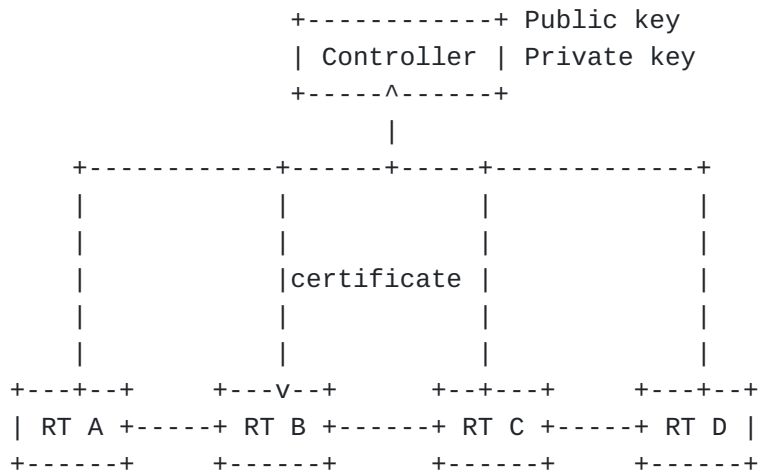 Public key
Controller Private key
certificate
RT A RT B RT C RT D